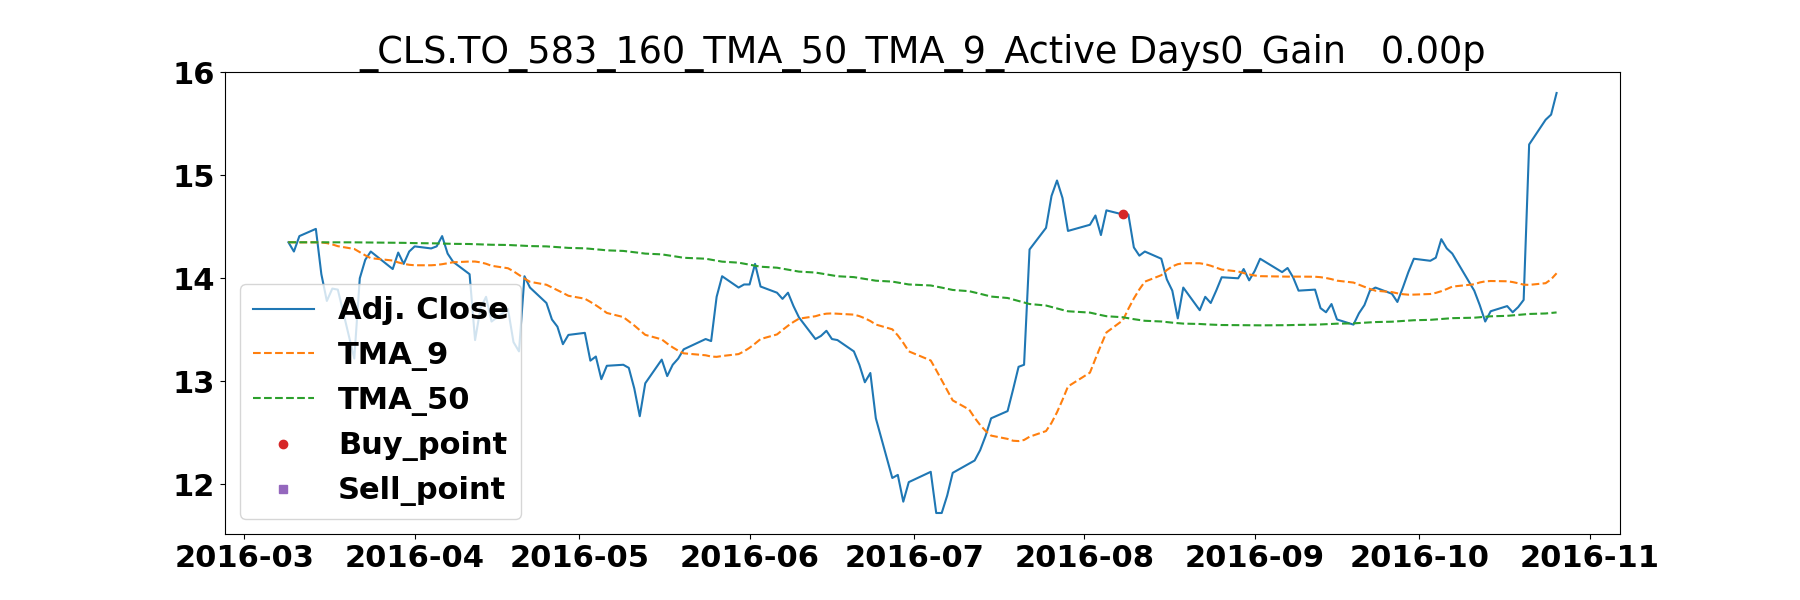 _CLS.TO_583_160_TMA_50_TMA_9_Active Days0_Gain   0.00p
16
15
14
13
12
Adj. Close
TMA_9
TMA_50
Buy_point
Sell_point
2016-03 2016-04 2016-05 2016-06 2016-07 2016-08 2016-09 2016-10 2016-11